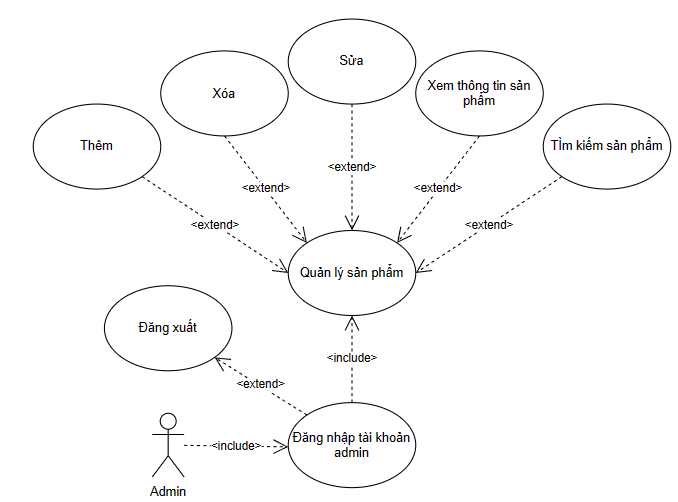 Sửa
Xóa
Xem thông tin sản
phẩm
Thêm
TÌm kiếm sản phẩm
<extend>
<extend>
<extend>
<extend>
<extend>
Quản lý sản phẩm
Đăng xuất
<include>
<extend>
Đăng nhập tài khoản
admin
<include>
Admin